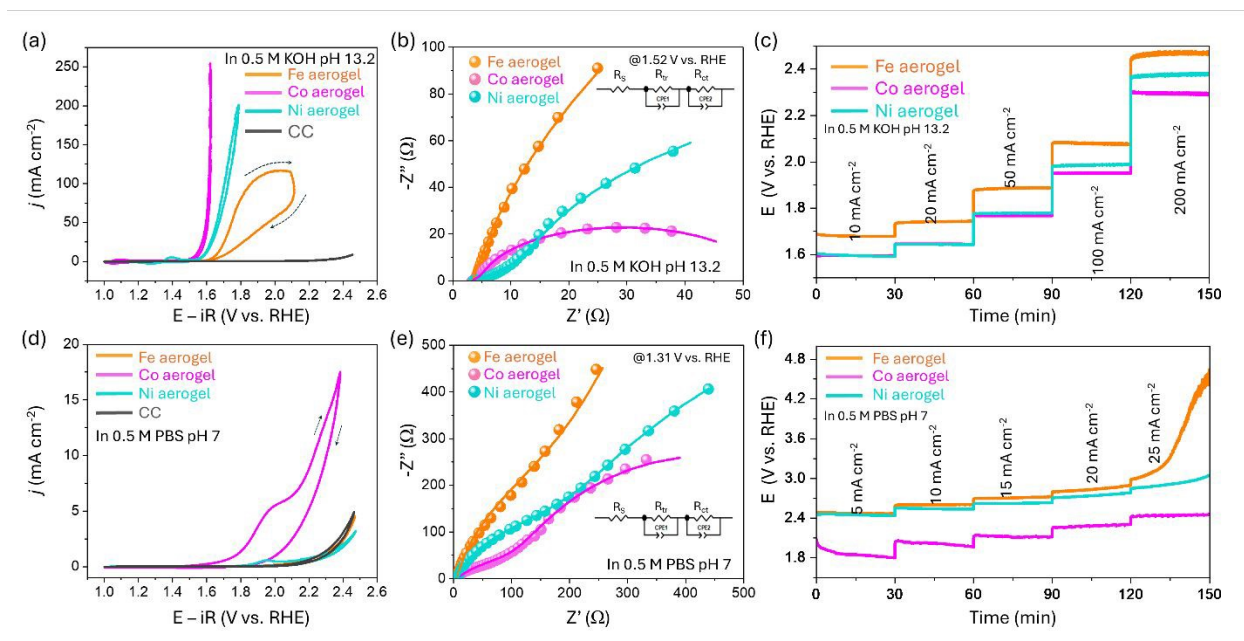 (a)
In 0.5 M KOH pH 13.2
Fe aerogel
Co aerogel
Ni aerogel
CC
250
200
150
100
50
0
j (mA cm⁻²)
1.0 1.2 1.4 1.6 1.8 2.0 2.2 2.4 2.6
E – iR (V vs. RHE)
(b)
Fe aerogel
Co aerogel
Ni aerogel
@1.52 V vs. RHE
Rs Rtr Rct
CPE1 CPE2
100
80
60
40
20
0
-Z'' (Ω)
In 0.5 M KOH pH 13.2
0 10 20 30 40 50
Z' (Ω)
(c)
Fe aerogel
Co aerogel
Ni aerogel
In 0.5 M KOH pH 13.2
2.4
2.2
2.0
1.8
1.6
E (V vs. RHE)
10 mA cm⁻²
20 mA cm⁻²
50 mA cm⁻²
100 mA cm⁻²
200 mA cm⁻²
0 30 60 90 120 150
Time (min)
(d)
Fe aerogel
Co aerogel
Ni aerogel
CC
In 0.5 M PBS pH 7
20
15
10
5
0
j (mA cm⁻²)
1.0 1.2 1.4 1.6 1.8 2.0 2.2 2.4 2.6
E – iR (V vs. RHE)
(e)
Fe aerogel
Co aerogel
Ni aerogel
@1.31 V vs. RHE
500
400
300
200
100
0
-Z'' (Ω)
Rs Rtr Rct
CPE1 CPE2
In 0.5 M PBS pH 7
0 100 200 300 400 500
Z' (Ω)
(f)
Fe aerogel
Co aerogel
Ni aerogel
In 0.5 M PBS pH 7
4.8
4.2
3.6
3.0
2.4
1.8
E (V vs. RHE)
5 mA cm⁻²
10 mA cm⁻²
15 mA cm⁻²
20 mA cm⁻²
25 mA cm⁻²
0 30 60 90 120 150
Time (min)